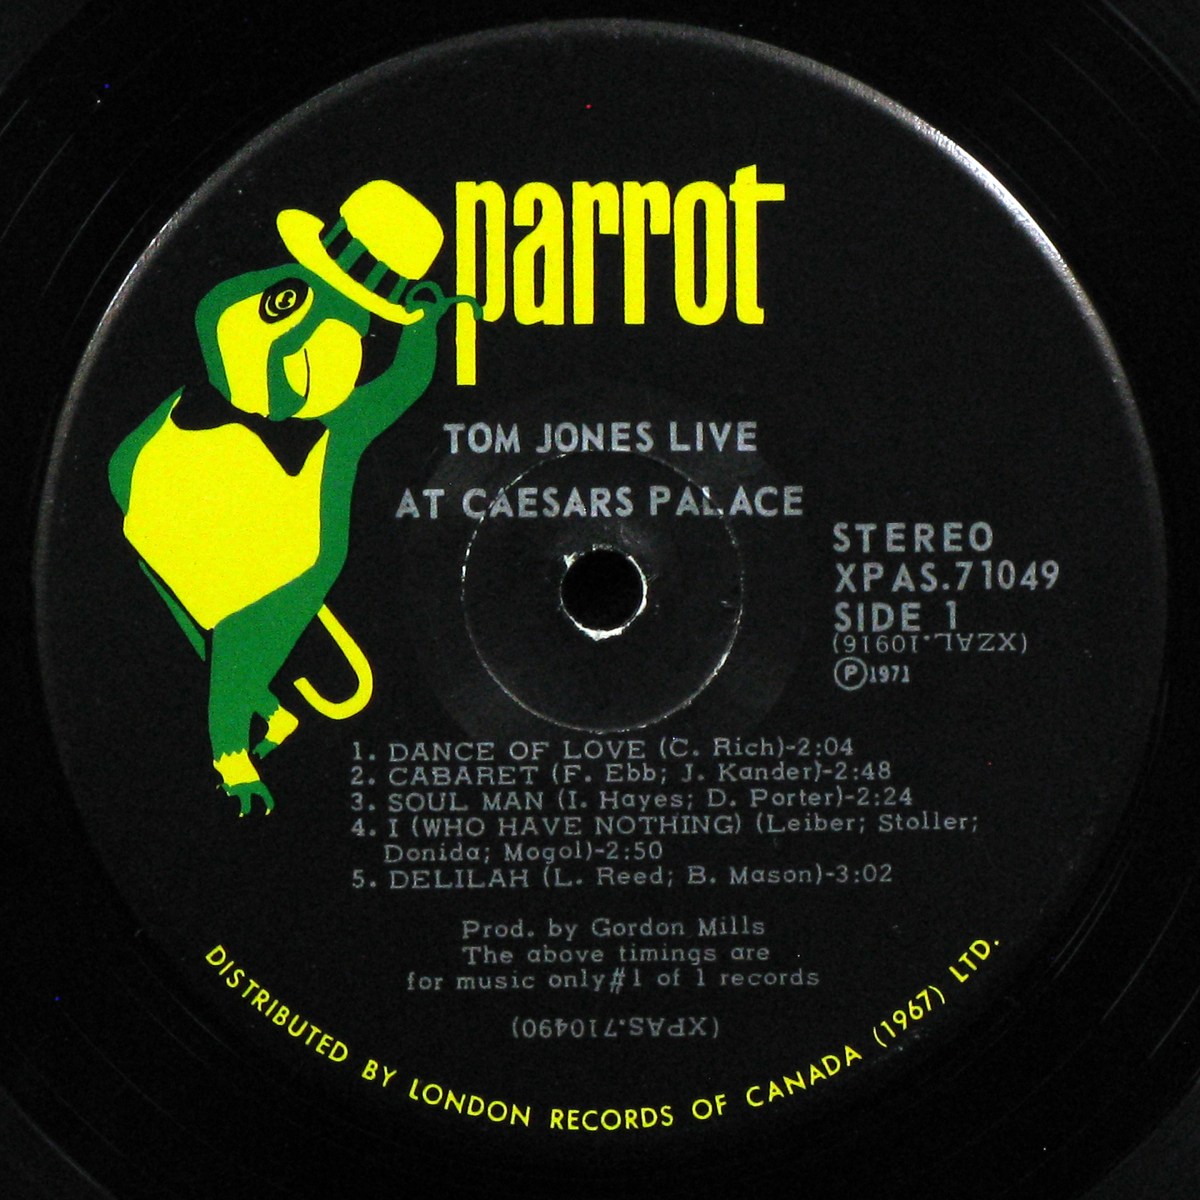 parrot
TOM JONES LIVE
AT CAESARS PALACE
STEREO
XPAS.71049
SIDE 1
(XZAL.10916)
Ⓟ1971
1. DANCE OF LOVE (C. Rich)-2:04
2. CABARET (F. Ebb; J. Kander)-2:48
3. SOUL MAN (I. Hayes; D. Porter)-2:24
4. I (WHO HAVE NOTHING) (Leiber; Stoller;
Donida; Mogol)-2:50
5. DELILAH (L. Reed; B. Mason)-3:02
Prod. by Gordon Mills
The above timings are
for music only#1 of 1 records
(XPAS.710490)
DISTRIBUTED BY LONDON RECORDS OF CANADA (1967) LTD.